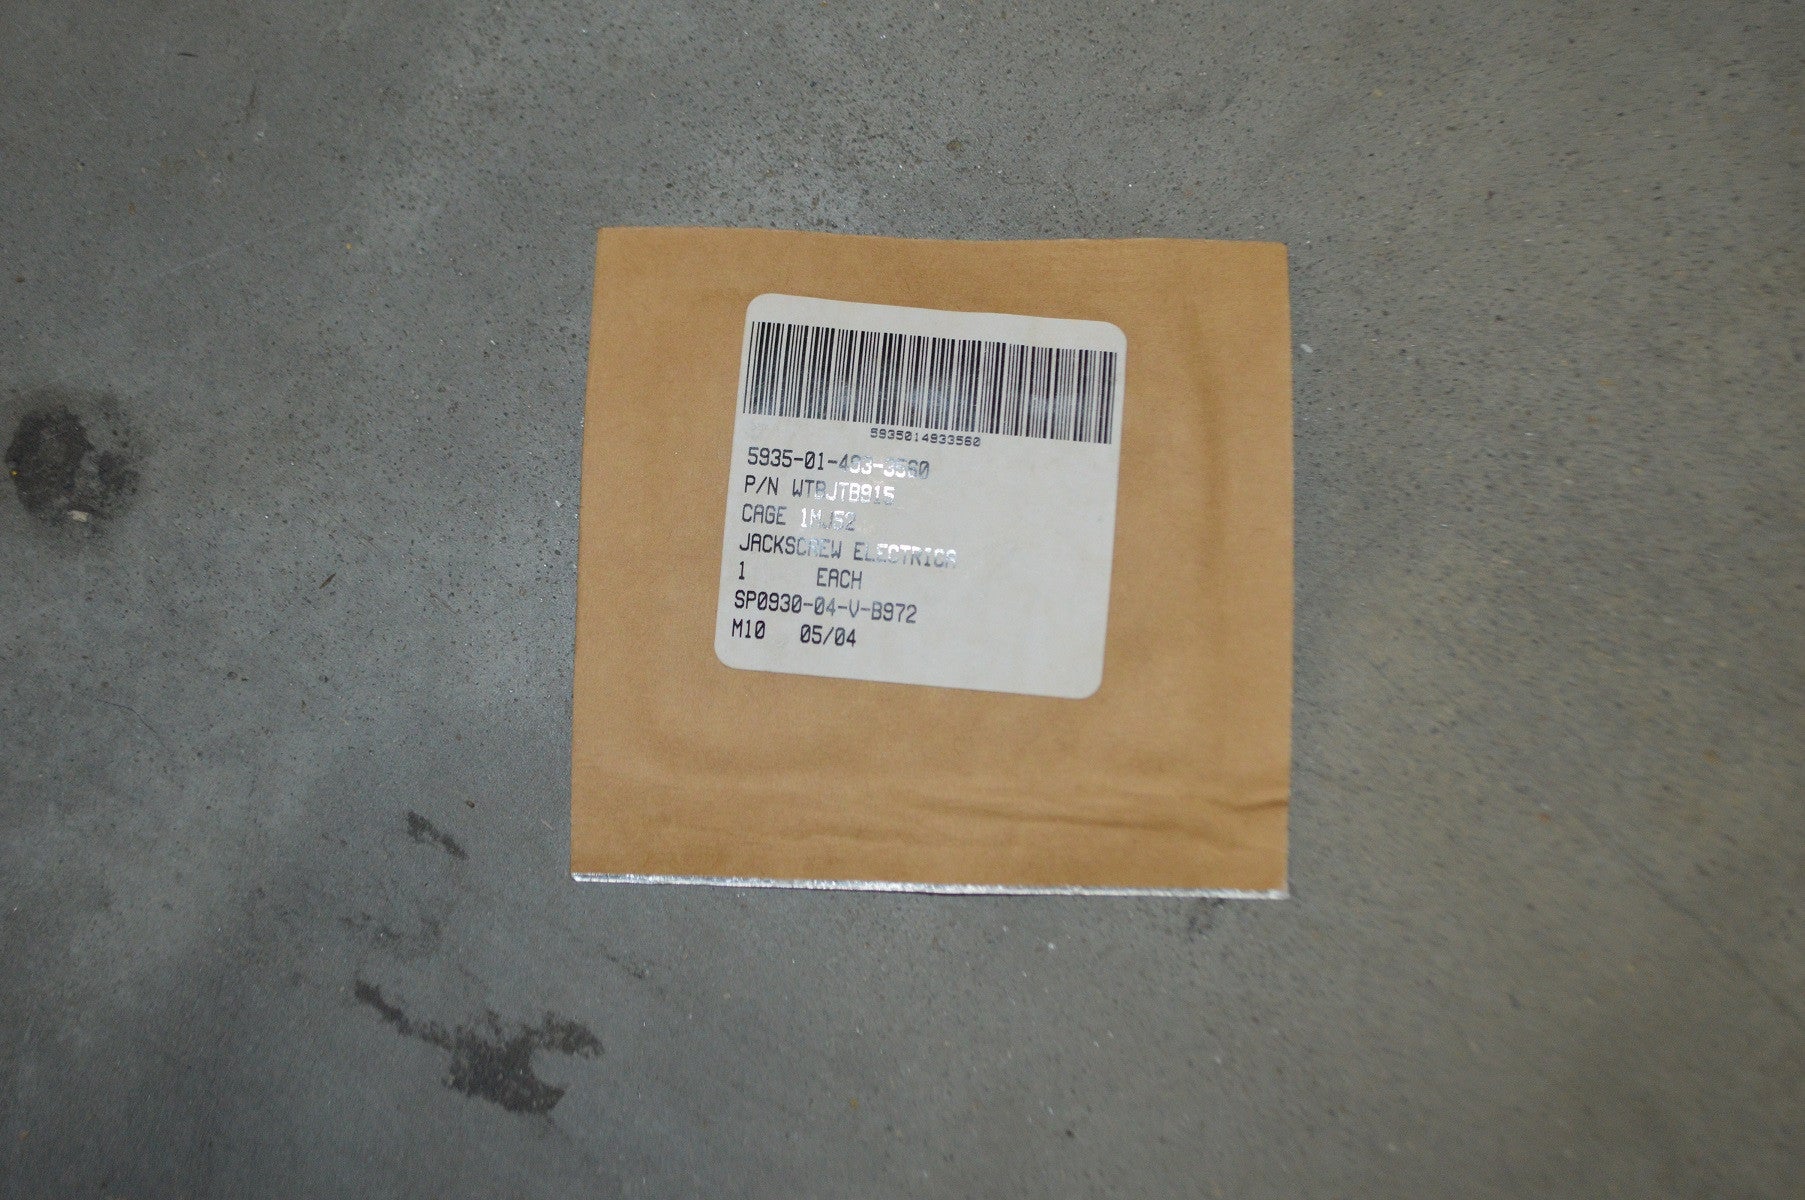 5935014933560
5935-01-493-3560
P/N WTBJTB915
CAGE 1MJ52
JACKSCREW ELECTRICA
1 EACH
SP0930-04-V-B972
M10 05/04